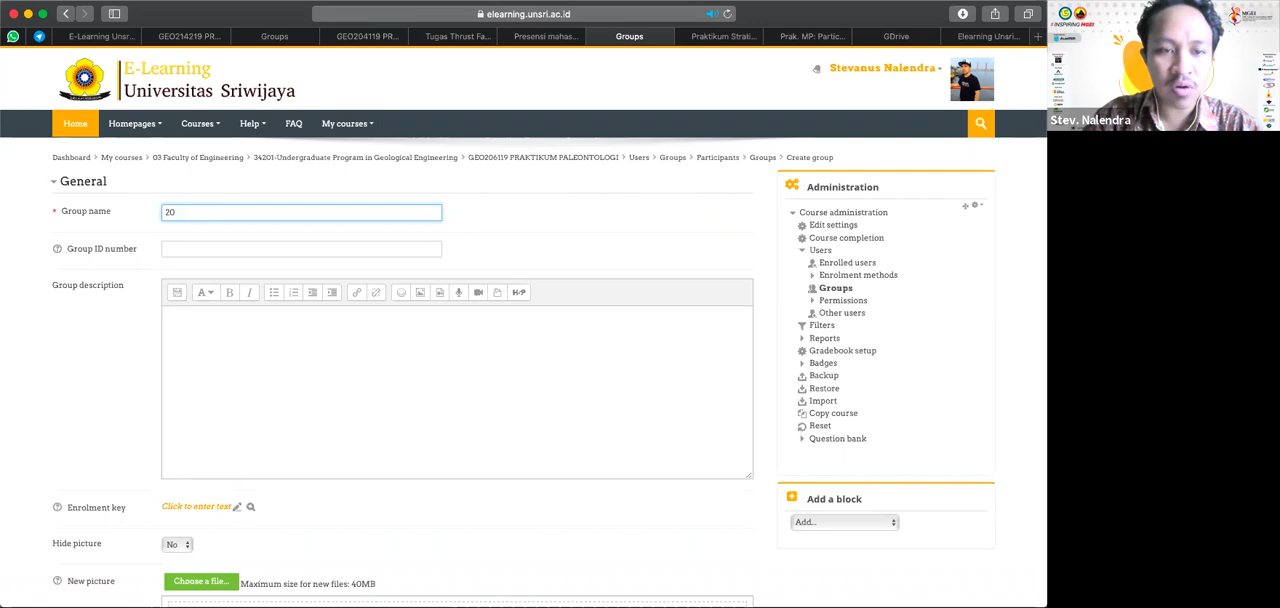 elearning.unsri.ac.id
E-Learning Unsr...
GEO214219 PR...
Groups
GEO204119 PR...
Tugas Thrust Fa...
Presensi mahas...
Groups
Praktikum Strati...
Prak. MP: Partic...
GDrive
Elearning Unsri...
E-Learning
Universitas Sriwijaya
Stevanus Nalendra
Home
Homepages
Courses
Help
FAQ
My courses
Dashboard > My courses > 03 Faculty of Engineering > 34201-Undergraduate Program in Geological Engineering > GEO206119 PRAKTIKUM PALEONTOLOGI > Users > Groups > Participants > Groups > Create group
General
* Group name
20
Group ID number
Group description
A
B
I
H-P
Enrolment key
Click to enter text
Hide picture
No
New picture
Choose a file...
Maximum size for new files: 40MB
Administration
Course administration
Edit settings
Course completion
Users
Enrolled users
Enrolment methods
Groups
Permissions
Other users
Filters
Reports
Gradebook setup
Badges
Backup
Restore
Import
Copy course
Reset
Question bank
Add a block
Add...
MGEI
Stev. Nalendra